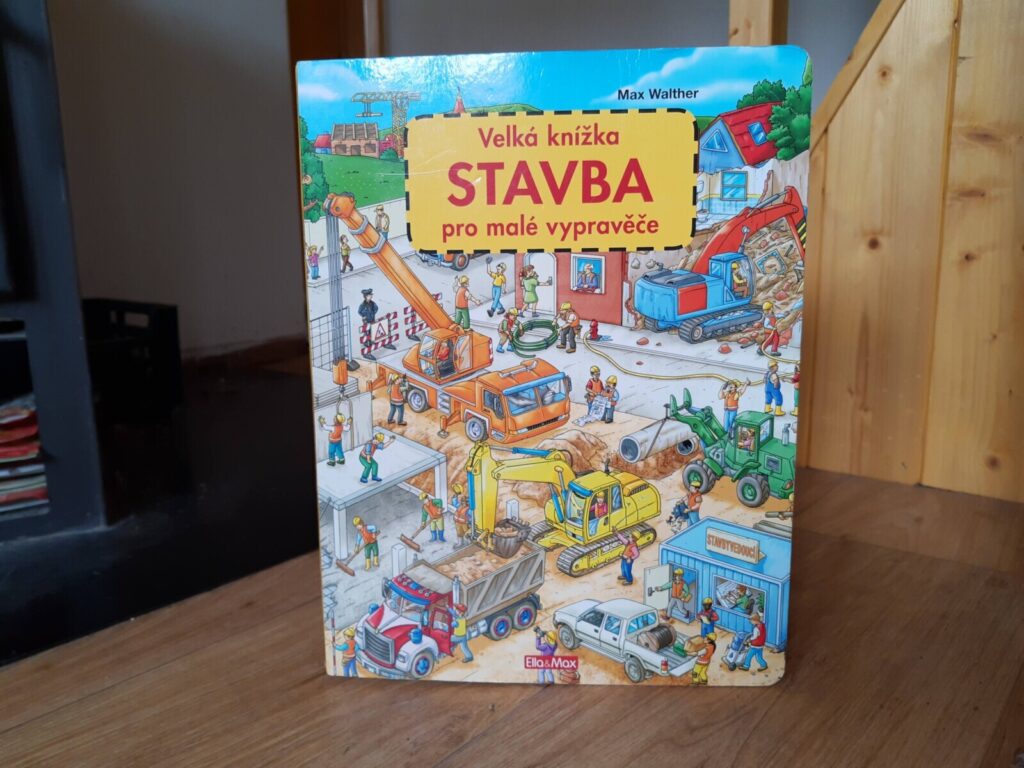 Max Walther
Velká knížka
STAVBA
pro malé vypravěče
STAVBYVEDOUCÍ
Ella & Max